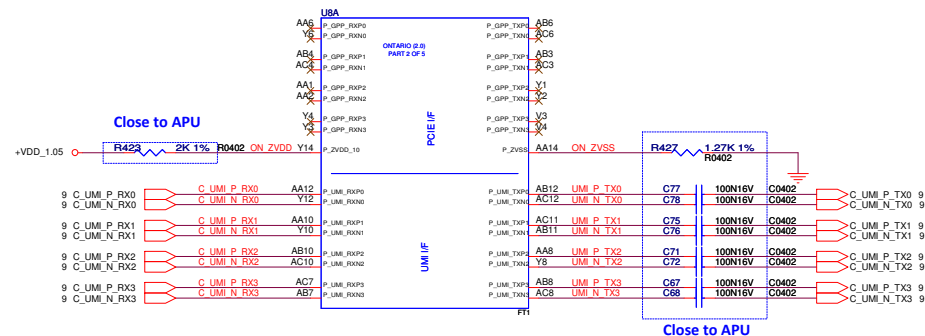 U8A
AA6 P_GPP_RXP0 P_GPP_TXP0 AB6
Y6 P_GPP_RXN0 P_GPP_TXN0 AC6
ONTARIO (2.0)
PART 2 OF 5
AB4 P_GPP_RXP1 P_GPP_TXP1 AB3
AC4 P_GPP_RXN1 P_GPP_TXN1 AC3
AA1 P_GPP_RXP2 P_GPP_TXP2 Y1
AA2 P_GPP_RXN2 P_GPP_TXN2 Y2
Y4 P_GPP_RXP3 P_GPP_TXP3 V3
Y3 P_GPP_RXN3 P_GPP_TXN3 V4
PCIE I/F
Close to APU
+VDD_1.05 R423 2K 1% R0402 ON_ZVDD Y14 P_ZVDD_10 P_ZVSS AA14 ON_ZVSS R427 1.27K 1%
R0402
9 C_UMI_P_RX0 C_UMI_P_RX0 AA12 P_UMI_RXP0 P_UMI_TXP0 AB12 UMI_P_TX0 C77 100N16V C0402 C_UMI_P_TX0 9
9 C_UMI_N_RX0 C_UMI_N_RX0 Y12 P_UMI_RXN0 P_UMI_TXN0 AC12 UMI_N_TX0 C78 100N16V C0402 C_UMI_N_TX0 9
9 C_UMI_P_RX1 C_UMI_P_RX1 AA10 P_UMI_RXP1 P_UMI_TXP1 AC11 UMI_P_TX1 C75 100N16V C0402 C_UMI_P_TX1 9
9 C_UMI_N_RX1 C_UMI_N_RX1 Y10 P_UMI_RXN1 P_UMI_TXN1 AB11 UMI_N_TX1 C76 100N16V C0402 C_UMI_N_TX1 9
9 C_UMI_P_RX2 C_UMI_P_RX2 AB10 P_UMI_RXP2 P_UMI_TXP2 AA8 UMI_P_TX2 C71 100N16V C0402 C_UMI_P_TX2 9
9 C_UMI_N_RX2 C_UMI_N_RX2 AC10 P_UMI_RXN2 P_UMI_TXN2 Y8 UMI_N_TX2 C72 100N16V C0402 C_UMI_N_TX2 9
9 C_UMI_P_RX3 C_UMI_P_RX3 AC7 P_UMI_RXP3 P_UMI_TXP3 AB8 UMI_P_TX3 C67 100N16V C0402 C_UMI_P_TX3 9
9 C_UMI_N_RX3 C_UMI_N_RX3 AB7 P_UMI_RXN3 P_UMI_TXN3 AC8 UMI_N_TX3 C68 100N16V C0402 C_UMI_N_TX3 9
UMI I/F
FT1
Close to APU